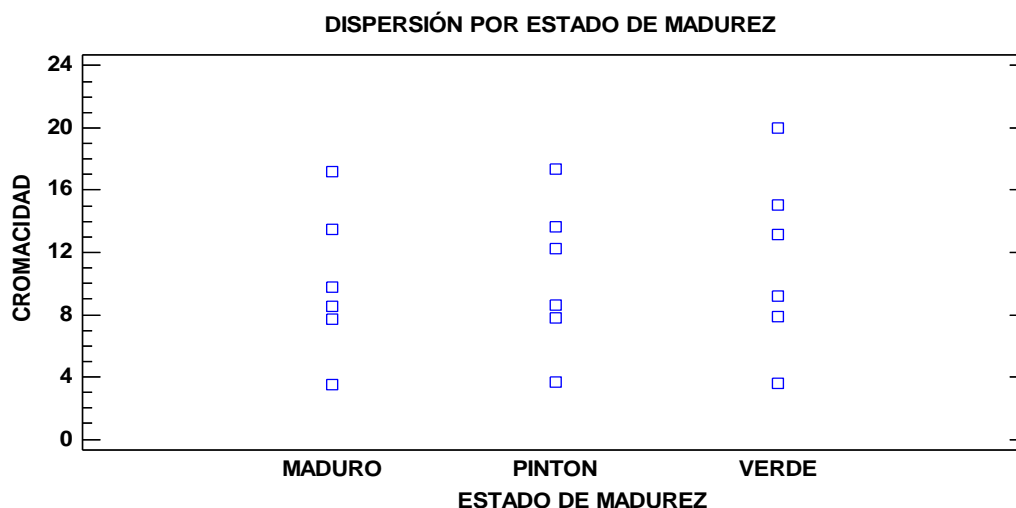 DISPERSIÓN POR ESTADO DE MADUREZ
24
20
16
12
8
4
0
CROMACIDAD
MADURO PINTON VERDE
ESTADO DE MADUREZ